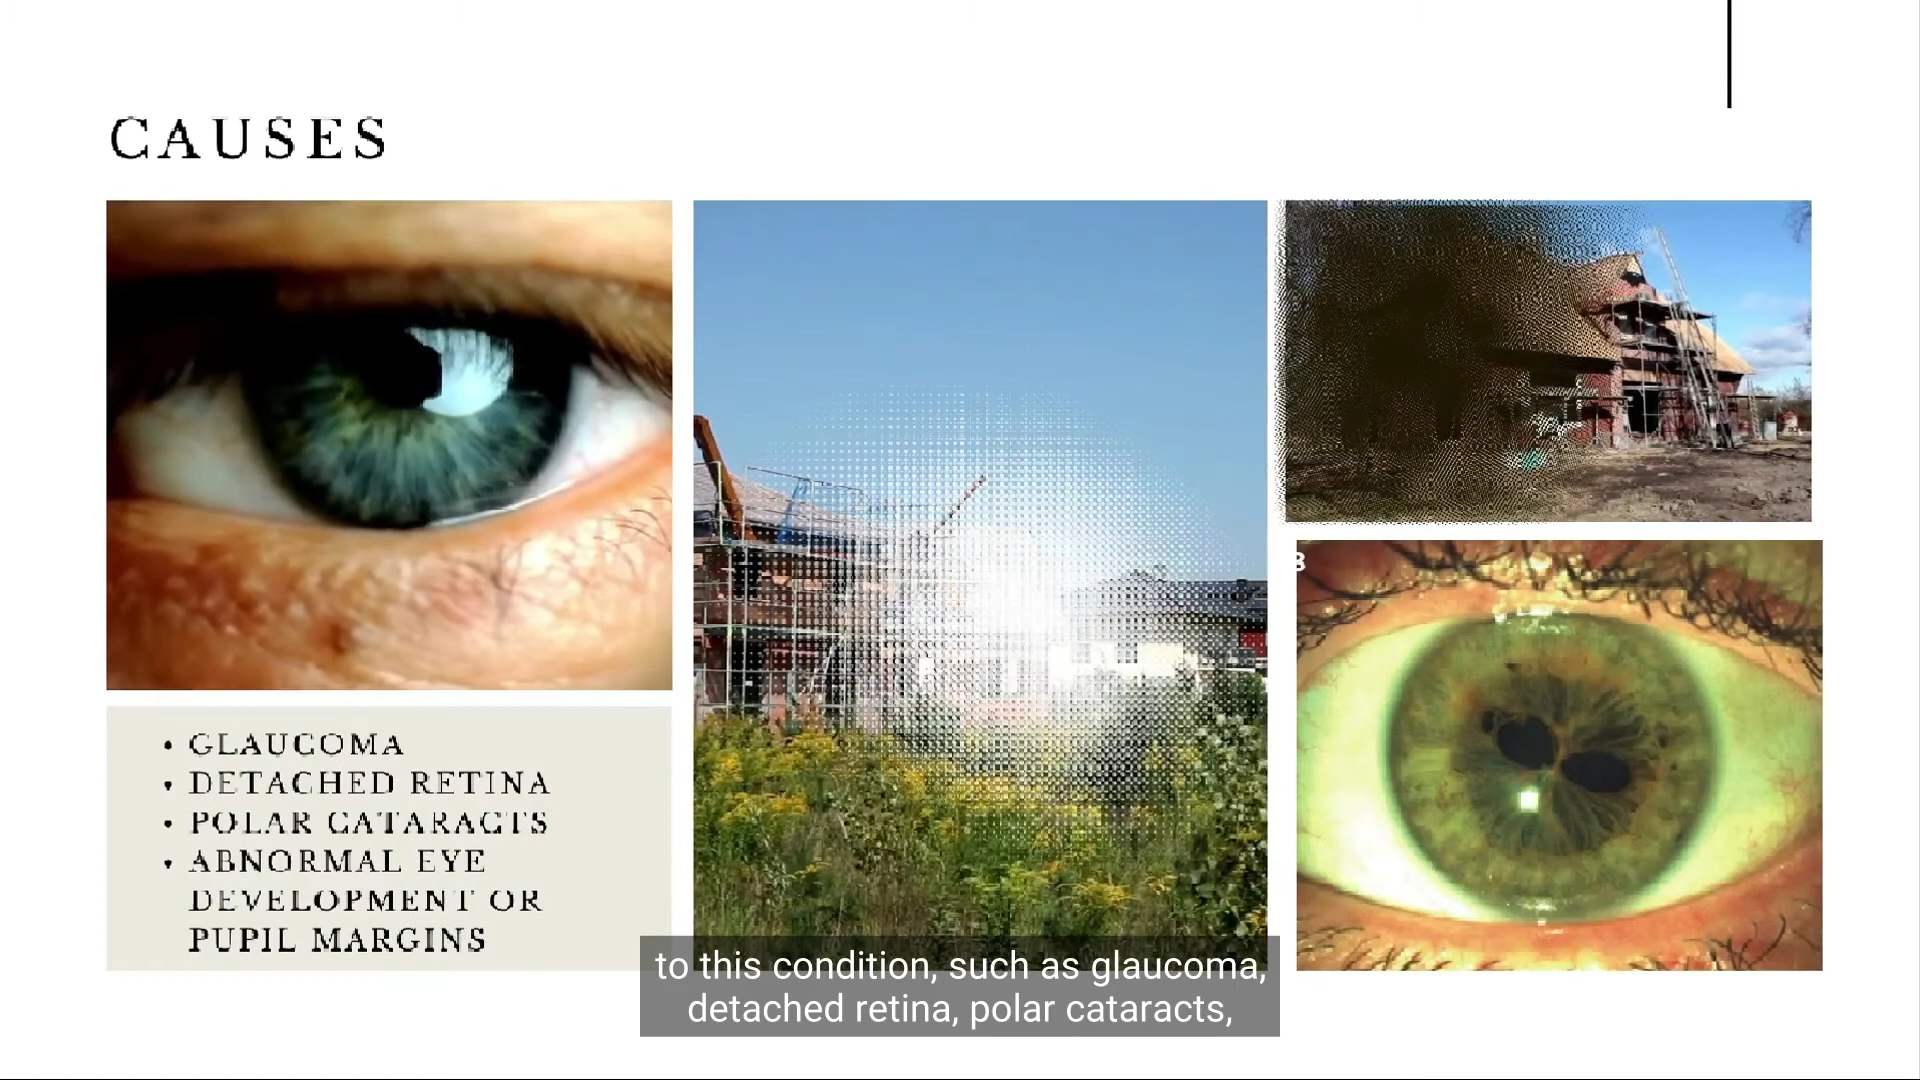 CAUSES
• GLAUCOMA
• DETACHED RETINA
• POLAR CATARACTS
• ABNORMAL EYE
DEVELOPMENT OR
PUPIL MARGINS
B
to this condition, such as glaucoma,
detached retina, polar cataracts,